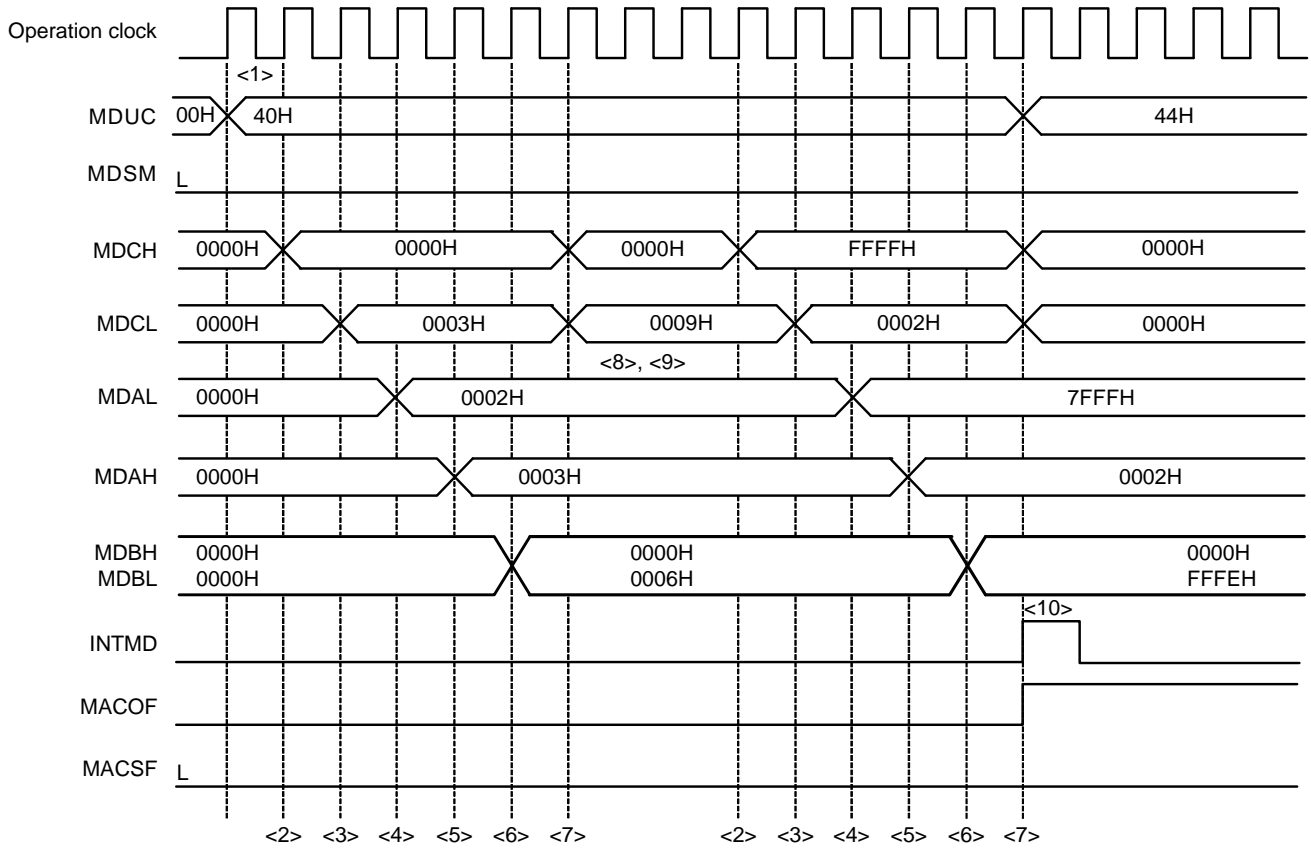 Operation clock
<1>
MDUC 00H 40H 44H
MDSM L
MDCH 0000H 0000H 0000H FFFFH 0000H
MDCL 0000H 0003H 0009H 0002H 0000H
<8>, <9>
MDAL 0000H 0002H 7FFFH
MDAH 0000H 0003H 0002H
MDBH 0000H 0000H 0000H
MDBL 0000H 0006H FFFEH
<10>
INTMD
MACOF
MACSF L
<2> <3> <4> <5> <6> <7> <2> <3> <4> <5> <6> <7>